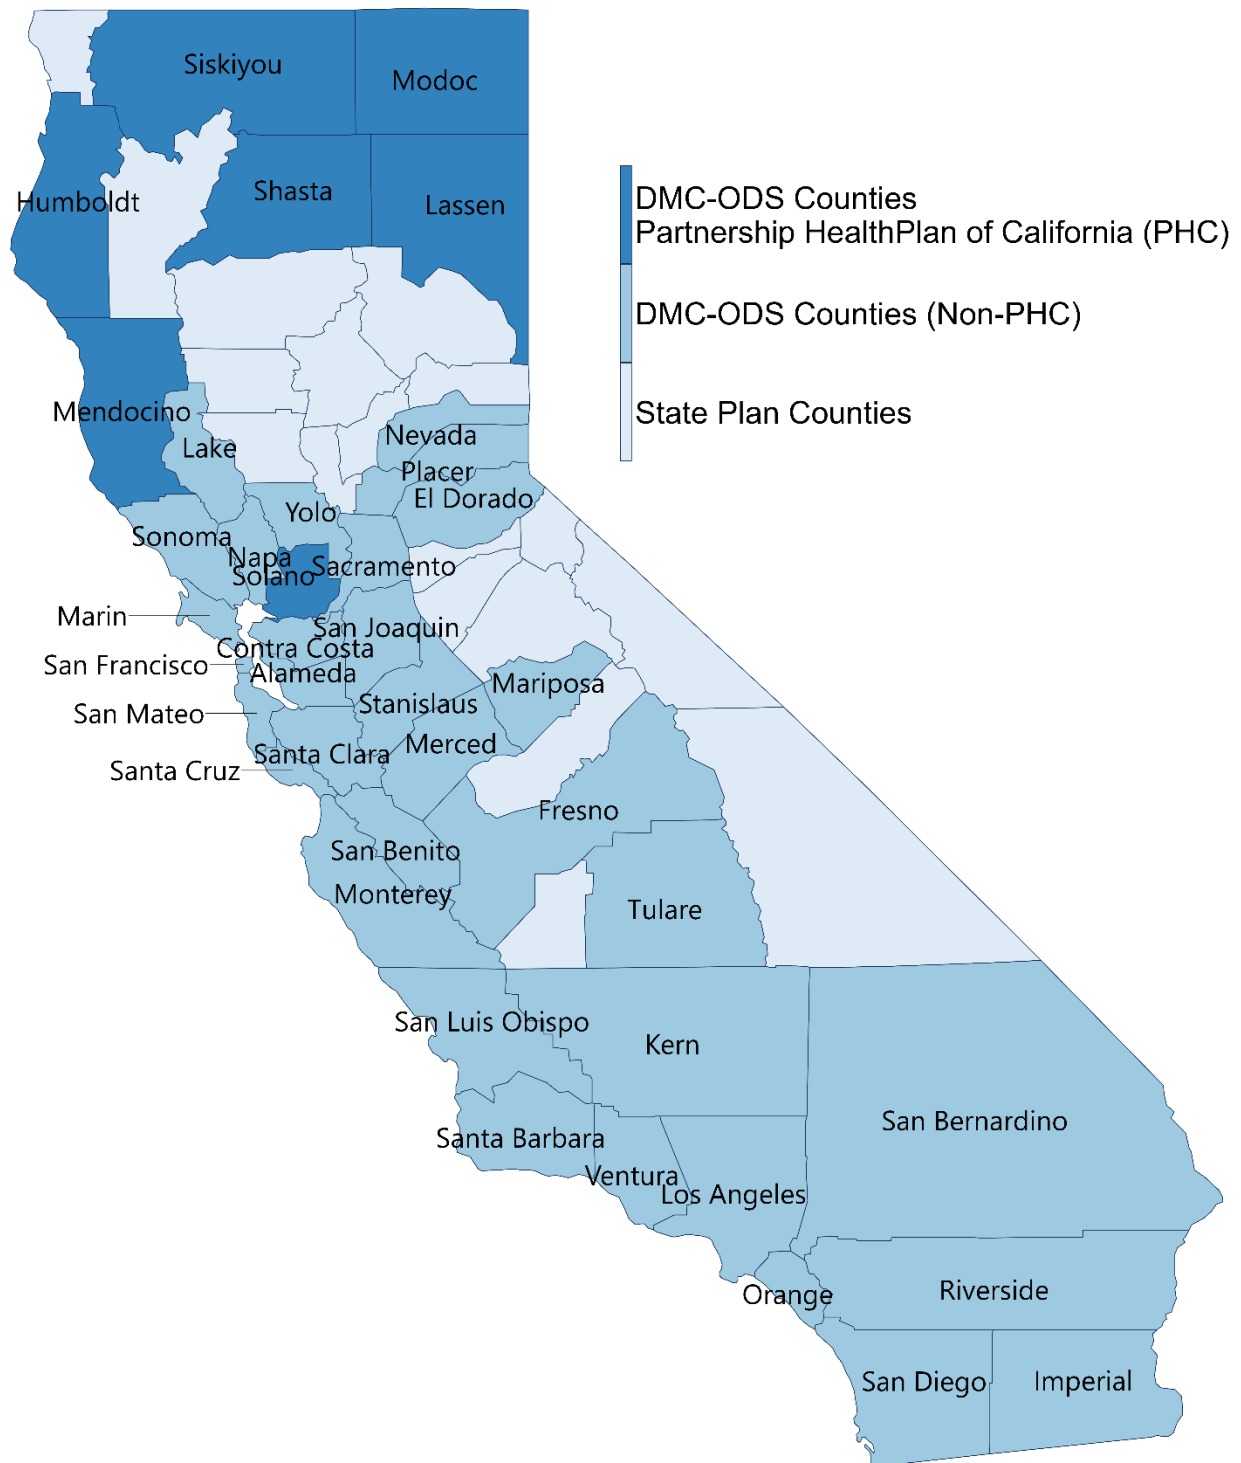 Siskiyou
Modoc
Humboldt
Shasta
Lassen
DMC-ODS Counties
Partnership HealthPlan of California (PHC)
DMC-ODS Counties (Non-PHC)
State Plan Counties
Mendocino
Lake
Nevada
Placer
El Dorado
Yolo
Sonoma
Napa
Solano
Sacramento
Marin
San Joaquin
Contra Costa
San Francisco
Alameda
Mariposa
San Mateo
Stanislaus
Santa Clara
Merced
Santa Cruz
Fresno
San Benito
Monterey
Tulare
San Luis Obispo
Kern
San Bernardino
Santa Barbara
Ventura
Los Angeles
Orange
Riverside
San Diego
Imperial